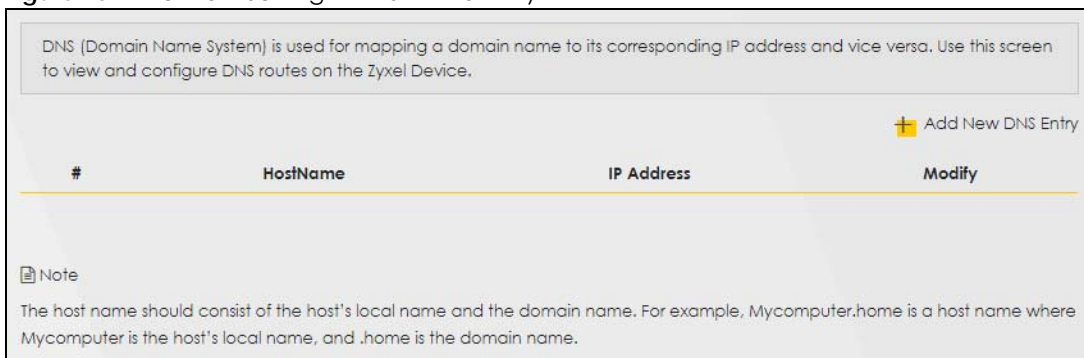 DNS (Domain Name System) is used for mapping a domain name to its corresponding IP address and vice versa. Use this screen
to view and configure DNS routes on the Zyxel Device.
Add New DNS Entry
# HostName IP Address Modify
Note
The host name should consist of the host's local name and the domain name. For example, Mycomputer.home is a host name where
Mycomputer is the host's local name, and .home is the domain name.